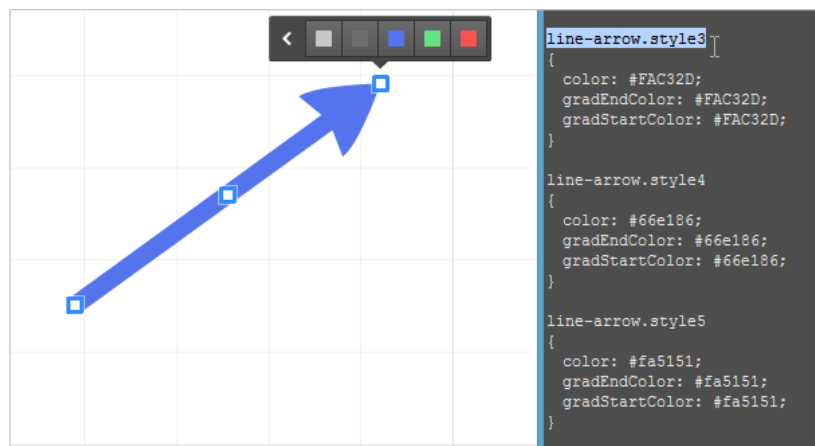 line-arrow.style3
{
color: #FAC32D;
gradEndColor: #FAC32D;
gradStartColor: #FAC32D;
}
line-arrow.style4
{
color: #66e186;
gradEndColor: #66e186;
gradStartColor: #66e186;
}
line-arrow.style5
{
color: #fa5151;
gradEndColor: #fa5151;
gradStartColor: #fa5151;
}